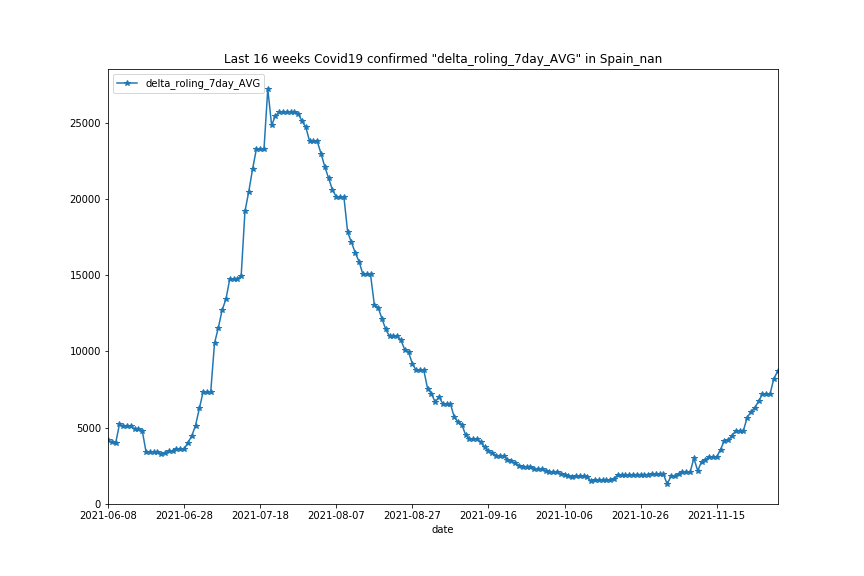 Last 16 weeks Covid19 confirmed "delta_roling_7day_AVG" in Spain_nan
delta_roling_7day_AVG
25000
20000
15000
10000
5000
0
2021-06-08 2021-06-28 2021-07-18 2021-08-07 2021-08-27 2021-09-16 2021-10-06 2021-10-26 2021-11-15
date